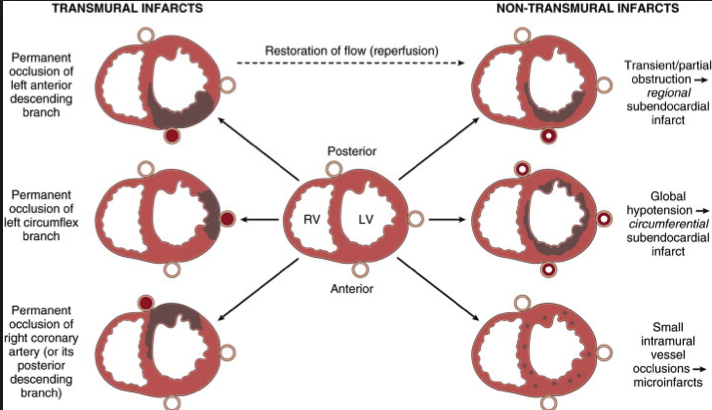 TRANSMURAL INFARCTS
NON-TRANSMURAL INFARCTS
Permanent
occlusion of
left anterior
descending
branch
Restoration of flow (reperfusion)
Transient/partial
obstruction →
regional
subendocardial
infarct
Posterior
Permanent
occlusion of
left circumflex
branch
RV
LV
Global
hypotension →
circumferential
subendocardial
infarct
Anterior
Permanent
occlusion of
right coronary
artery (or its
posterior
descending
branch)
Small
intramural
vessel
occlusions →
microinfarcts